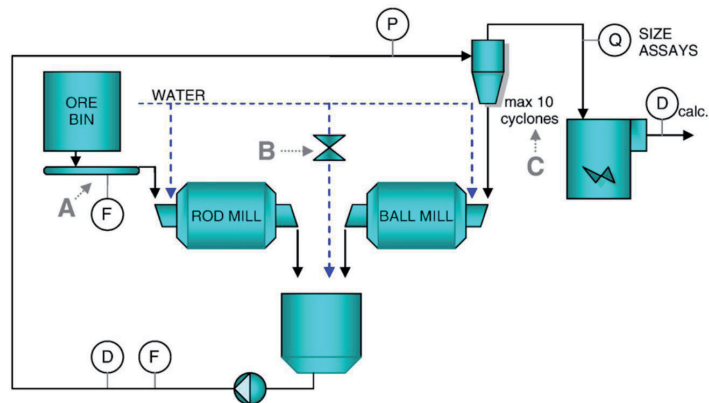 P
Q
SIZE
ASSAYS
ORE
BIN
WATER
max 10
cyclones
D
calc.
B
C
A
F
ROD MILL
BALL MILL
D
F